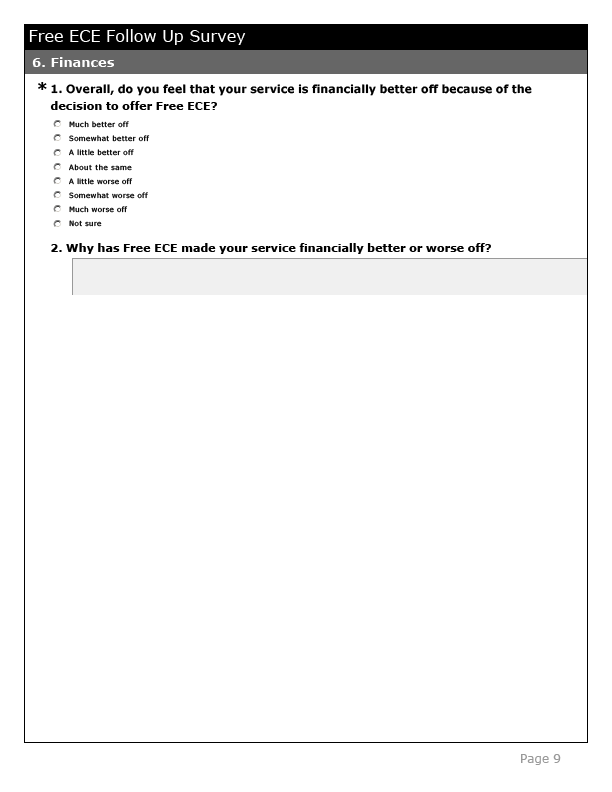 Free ECE Follow Up Survey
6. Finances
* 1. Overall, do you feel that your service is financially better off because of the
decision to offer Free ECE?
Much better off
Somewhat better off
A little better off
About the same
A little worse off
Somewhat worse off
Much worse off
Not sure
2. Why has Free ECE made your service financially better or worse off?
Page 9